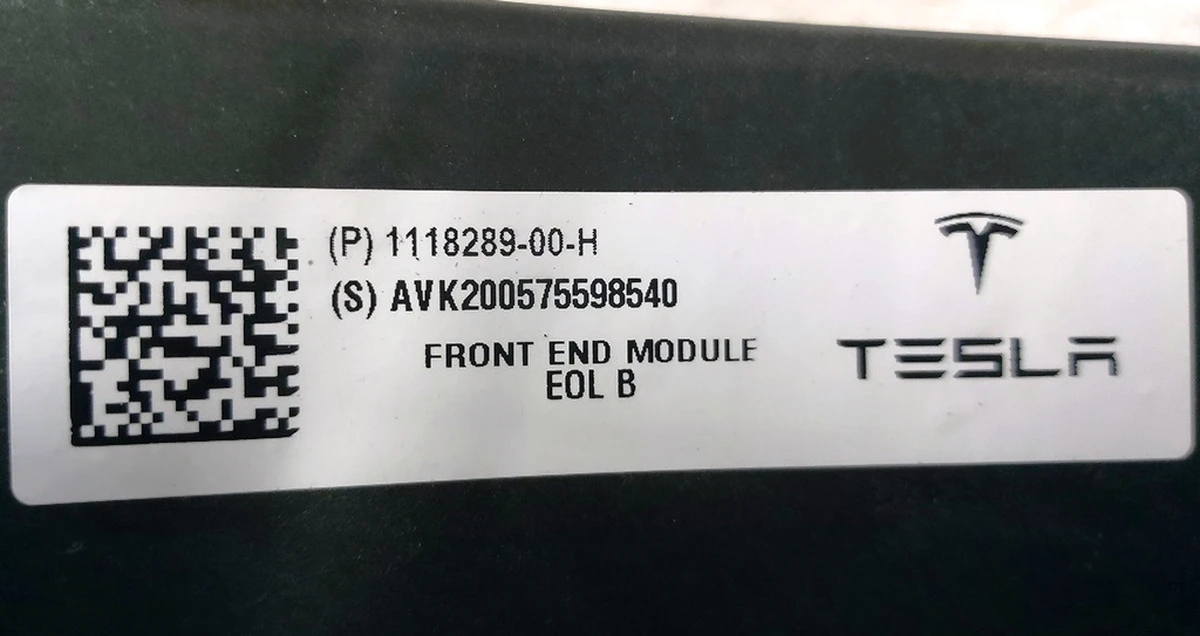 (P) 1118289-00-H
(S) AVK200575598540
FRONT END MODULE
EOL B
TESLA